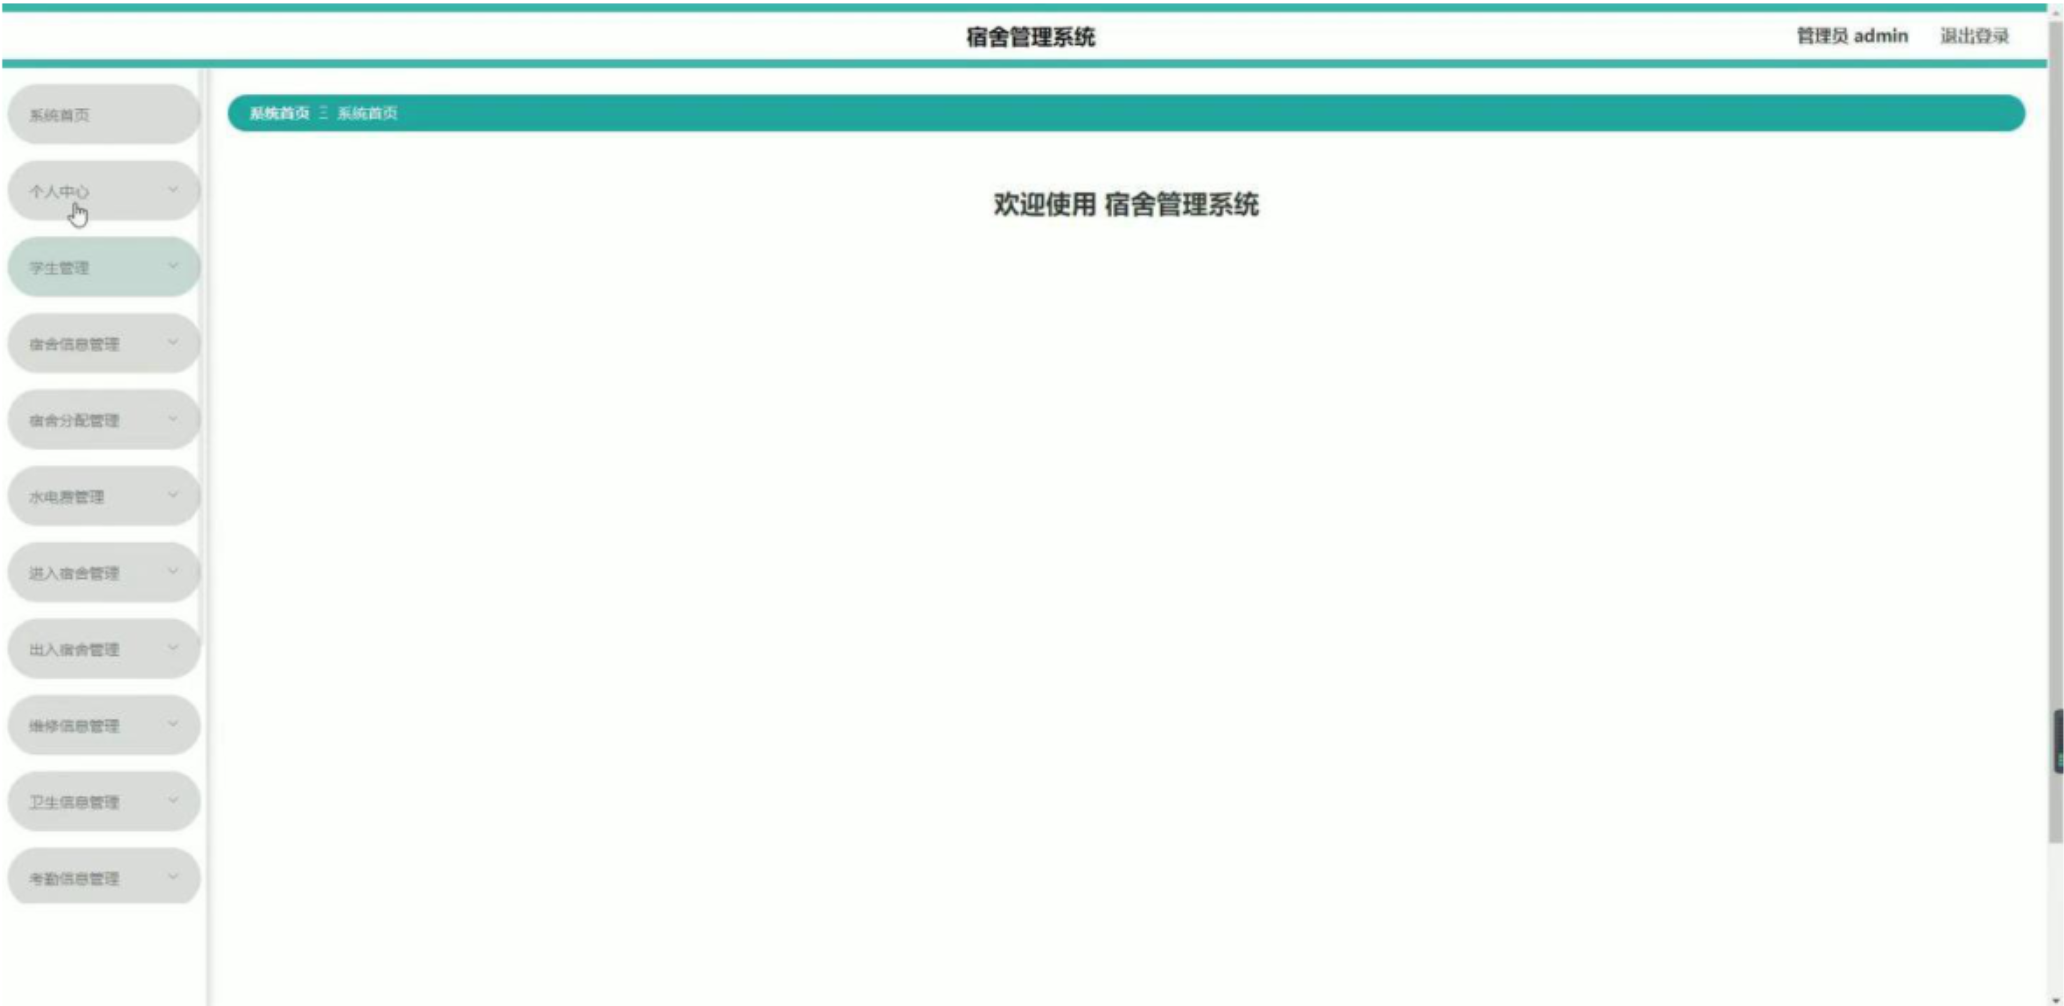 宿舍管理系统
管理员 admin 退出登录
系统首页
系统首页 三 系统首页
个人中心
欢迎使用 宿舍管理系统
学生管理
宿舍信息管理
宿舍分配管理
水电费管理
进入宿舍管理
出入宿舍管理
维修信息管理
卫生信息管理
考勤信息管理